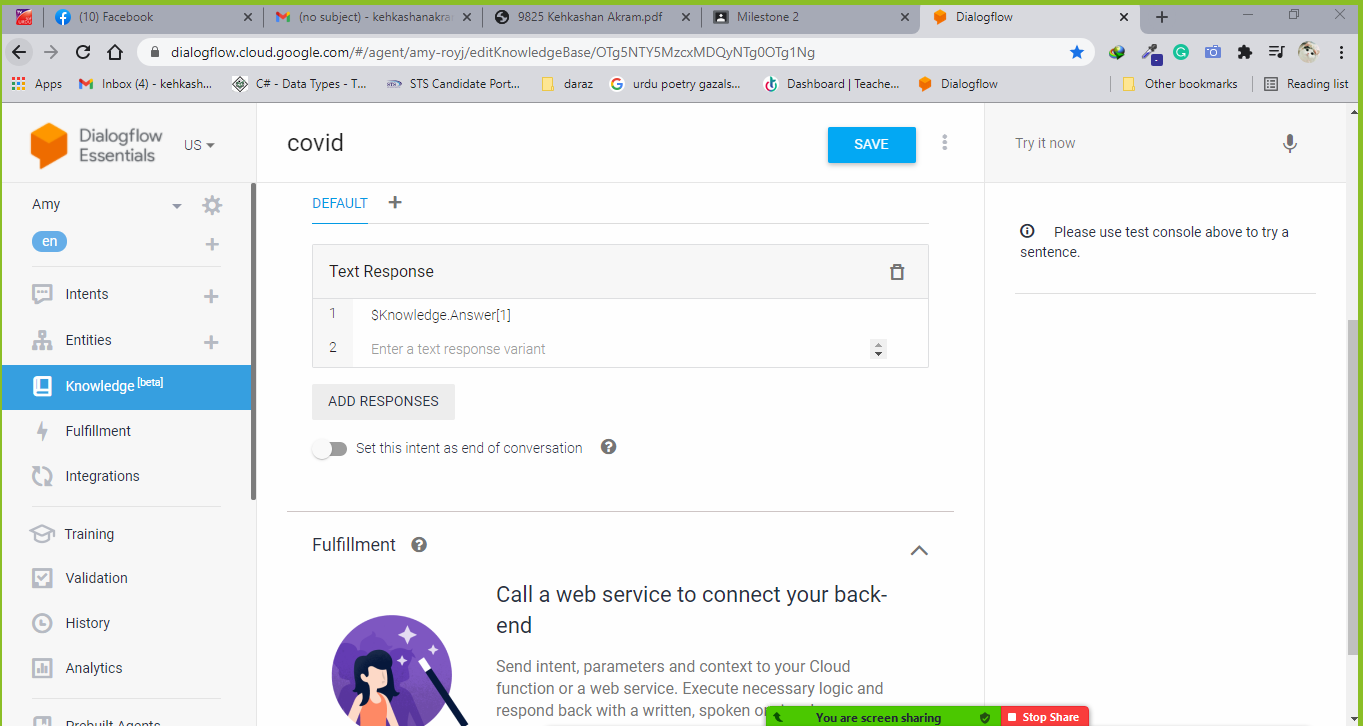 (10) Facebook
(no subject) - kehkashanakra
9825 Kehkashan Akram.pdf
Milestone 2
Dialogflow
dialogflow.cloud.google.com/#/agent/amy-royj/editKnowledgeBase/OTg5NTY5MzcxMDQyNTg0OTg1Ng
Apps
Inbox (4) - kehkash...
C# - Data Types - T...
STS Candidate Port...
daraz
urdu poetry gazals...
Dashboard | Teache...
Dialogflow
Other bookmarks
Reading list
Dialogflow
Essentials
US
covid
SAVE
Try it now
Amy
en
Intents
Entities
Knowledge [beta]
Fulfillment
Integrations
Training
Validation
History
Analytics
Prebuilt Agents
DEFAULT
Text Response
1 $Knowledge.Answer[1]
2 Enter a text response variant
ADD RESPONSES
Set this intent as end of conversation
Fulfillment
Call a web service to connect your back-
end
Send intent, parameters and context to your Cloud
function or a web service. Execute necessary logic and
respond back with a written, spoken or
Please use test console above to try a
sentence.
You are screen sharing
Stop Share